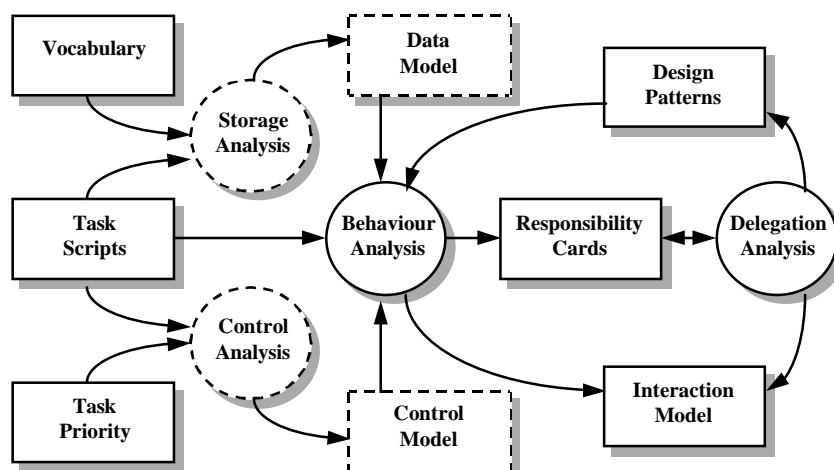 Vocabulary
Data
Model
Design
Patterns
Storage
Analysis
Task
Scripts
Behaviour
Analysis
Responsibility
Cards
Delegation
Analysis
Control
Analysis
Task
Priority
Control
Model
Interaction
Model